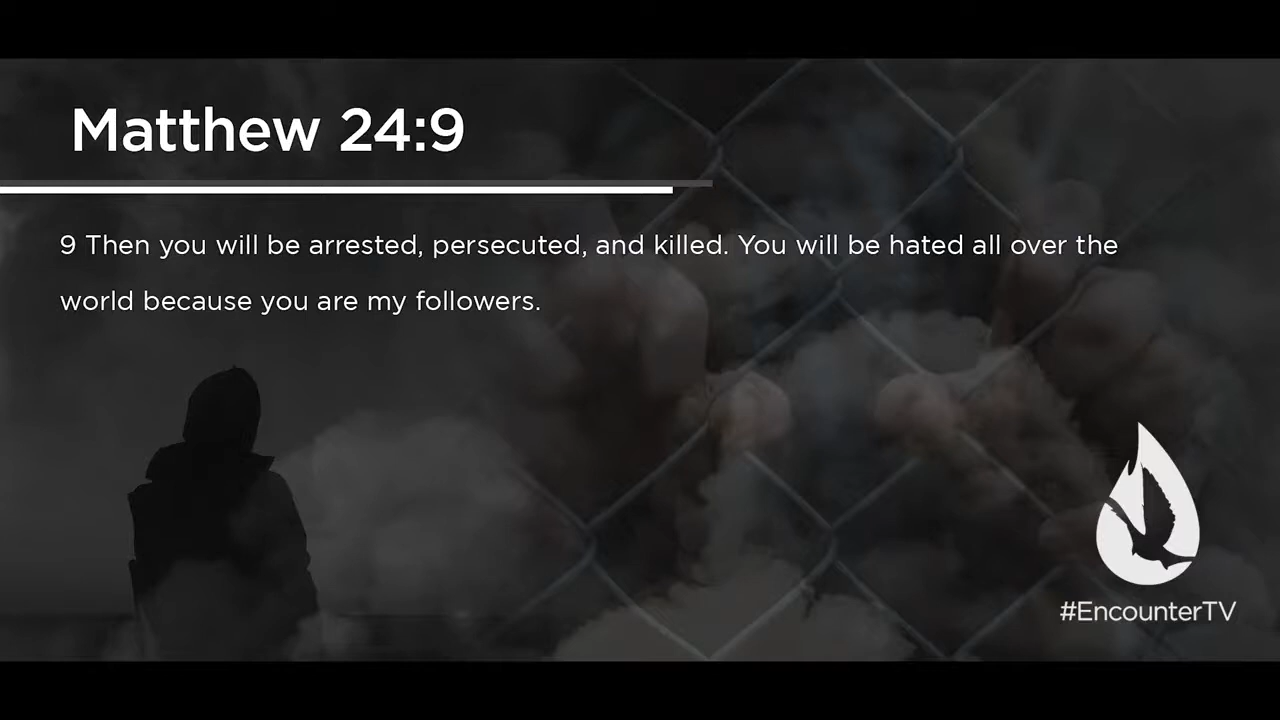 Matthew 24:9
9 Then you will be arrested, persecuted, and killed. You will be hated all over the
world because you are my followers.
#EncounterTV